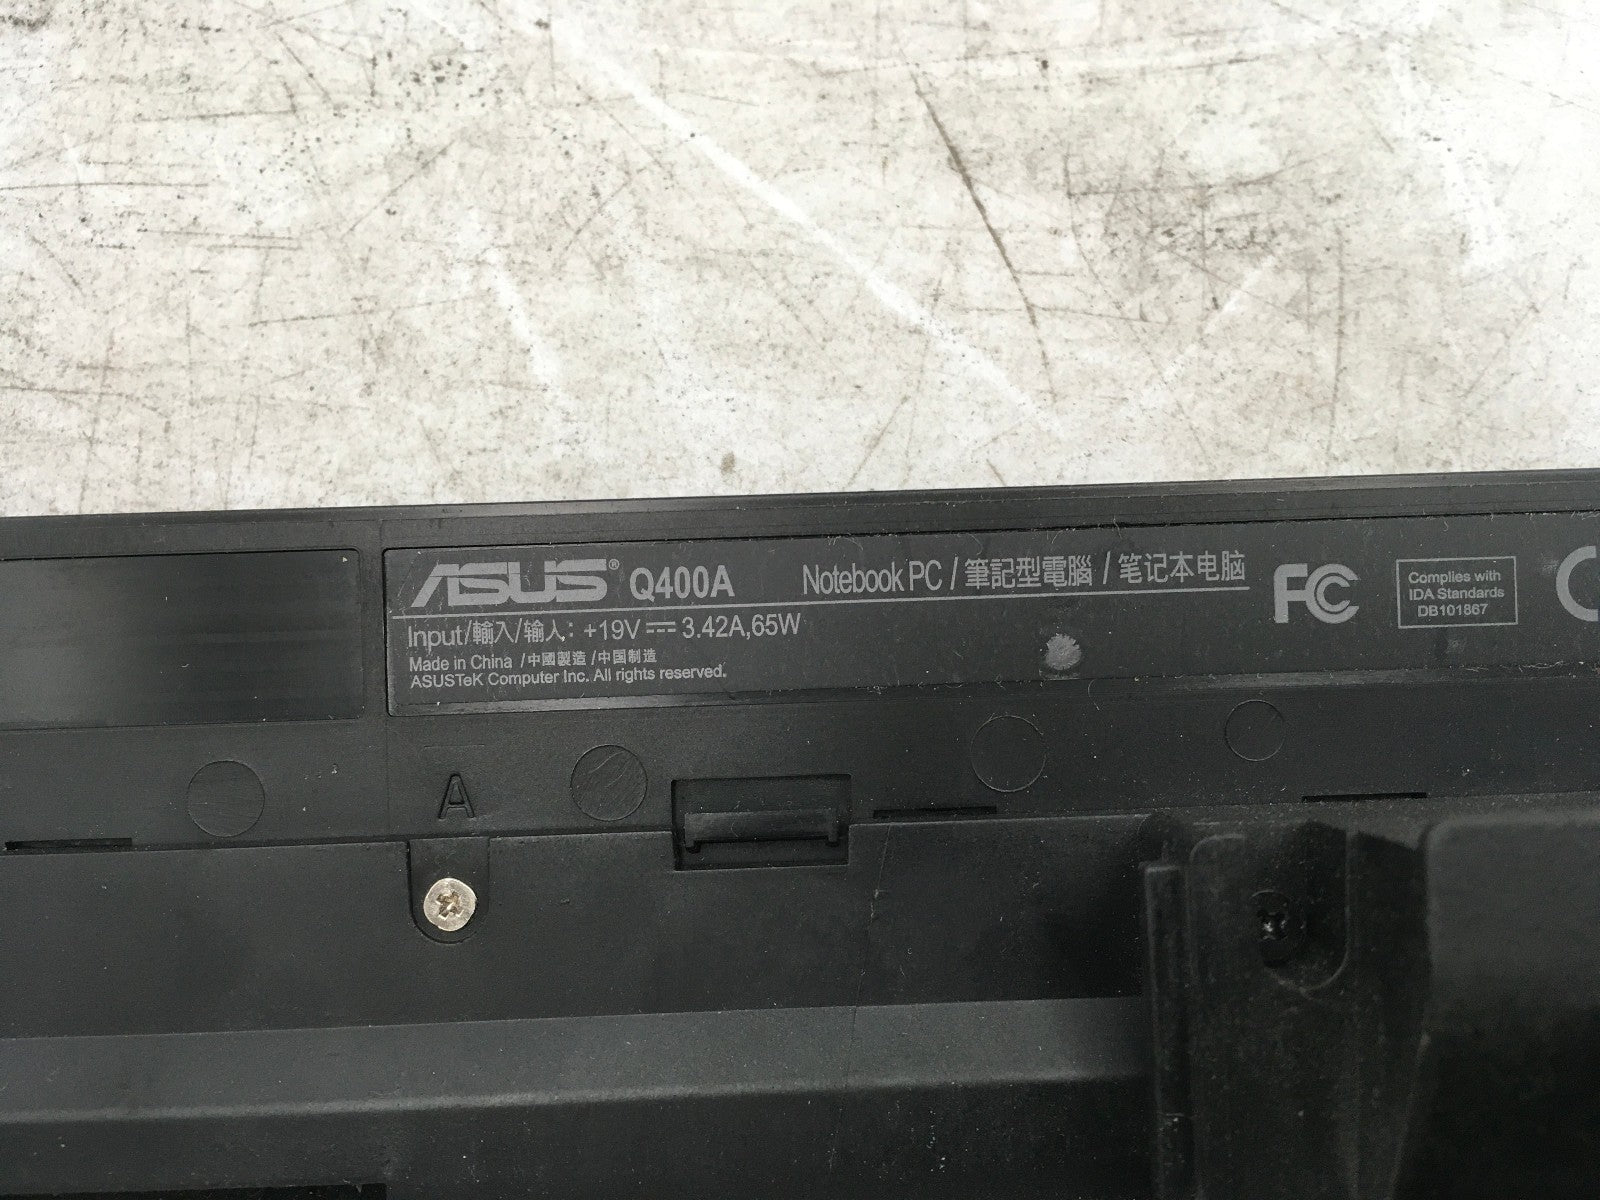 ASUS® Q400A Notebook PC / 筆記型電腦 / 笔记本电脑
Input/輸入/输入: +19V ⎓ 3.42A,65W
Made in China /中國製造 /中国制造
ASUSTeK Computer Inc. All rights reserved.
FC
Complies with
IDA Standards
DB101867
A